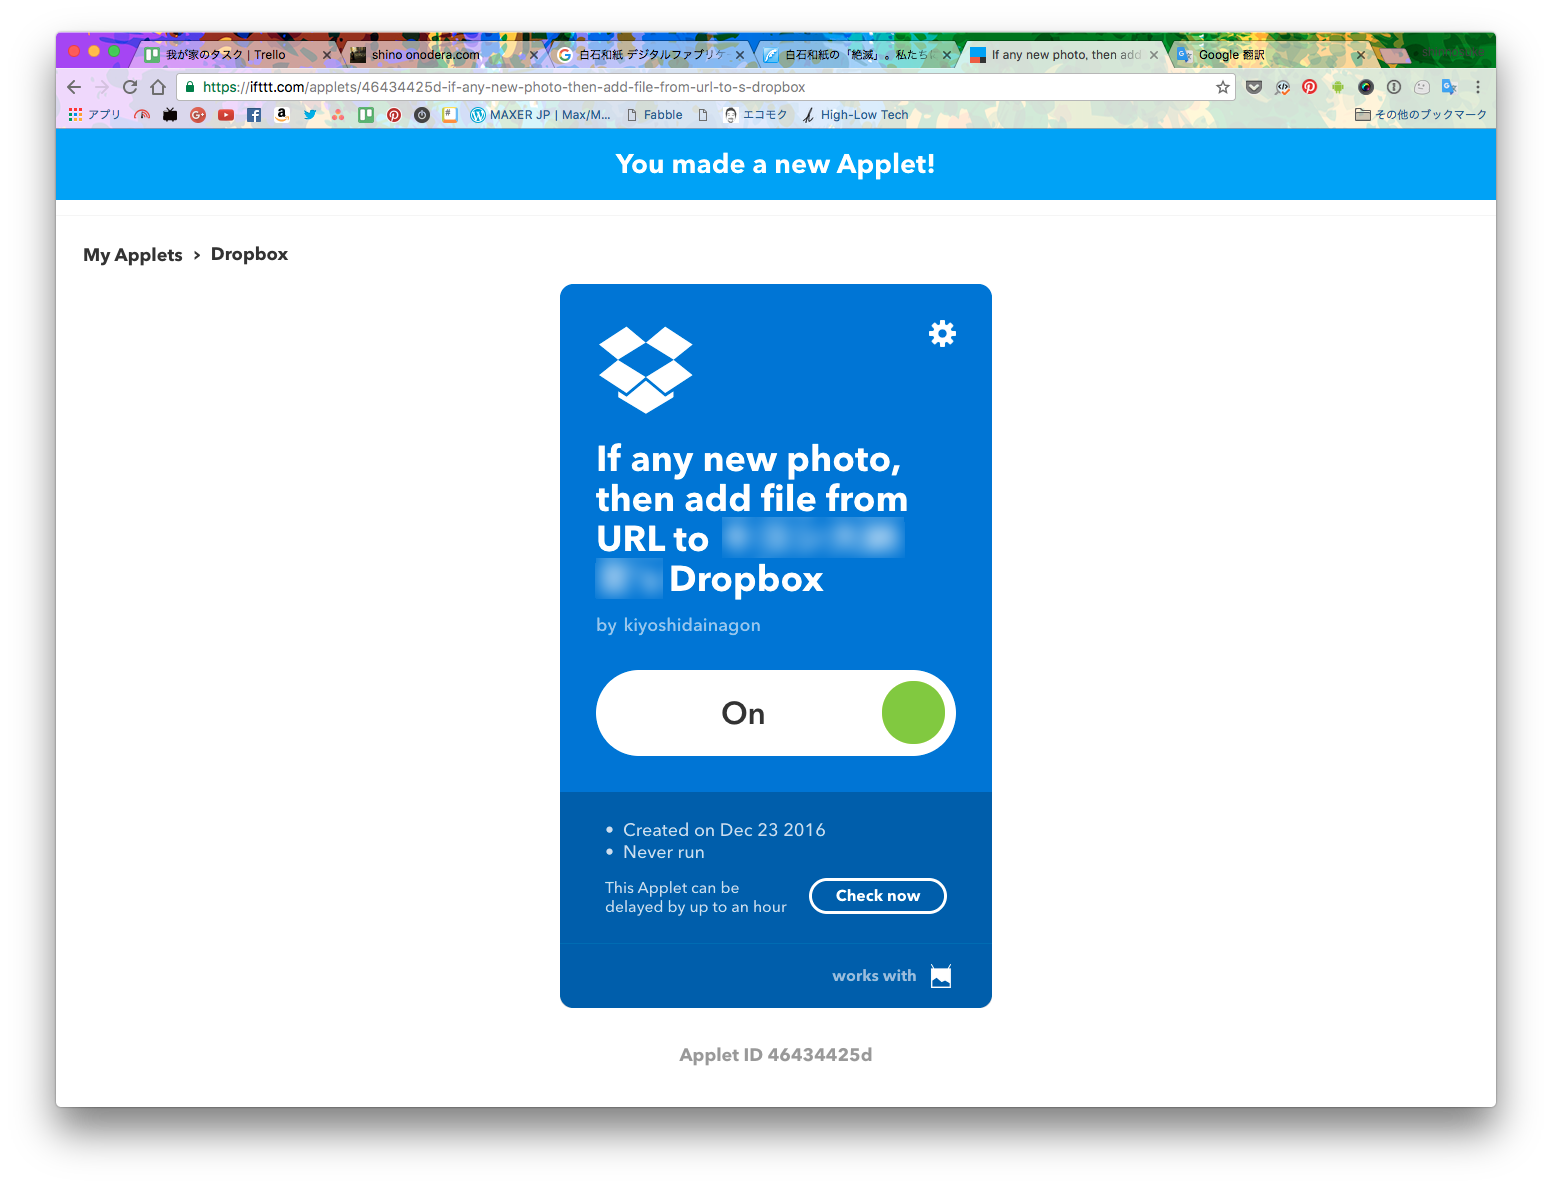 我が家のタスク | Trello
shino onodera.com
白石和紙 デジタルファブリケ
白石和紙の「絶滅」。私たちに
If any new photo, then add
Google 翻訳
https://ifttt.com/applets/46434425d-if-any-new-photo-then-add-file-from-url-to-s-dropbox
アプリ
MAXER JP | Max/M...
Fabble
エコモク
High-Low Tech
その他のブックマーク
You made a new Applet!
My Applets › Dropbox
If any new photo,
then add file from
URL to
Dropbox
by kiyoshidainagon
On
• Created on Dec 23 2016
• Never run
This Applet can be
delayed by up to an hour
Check now
works with
Applet ID 46434425d